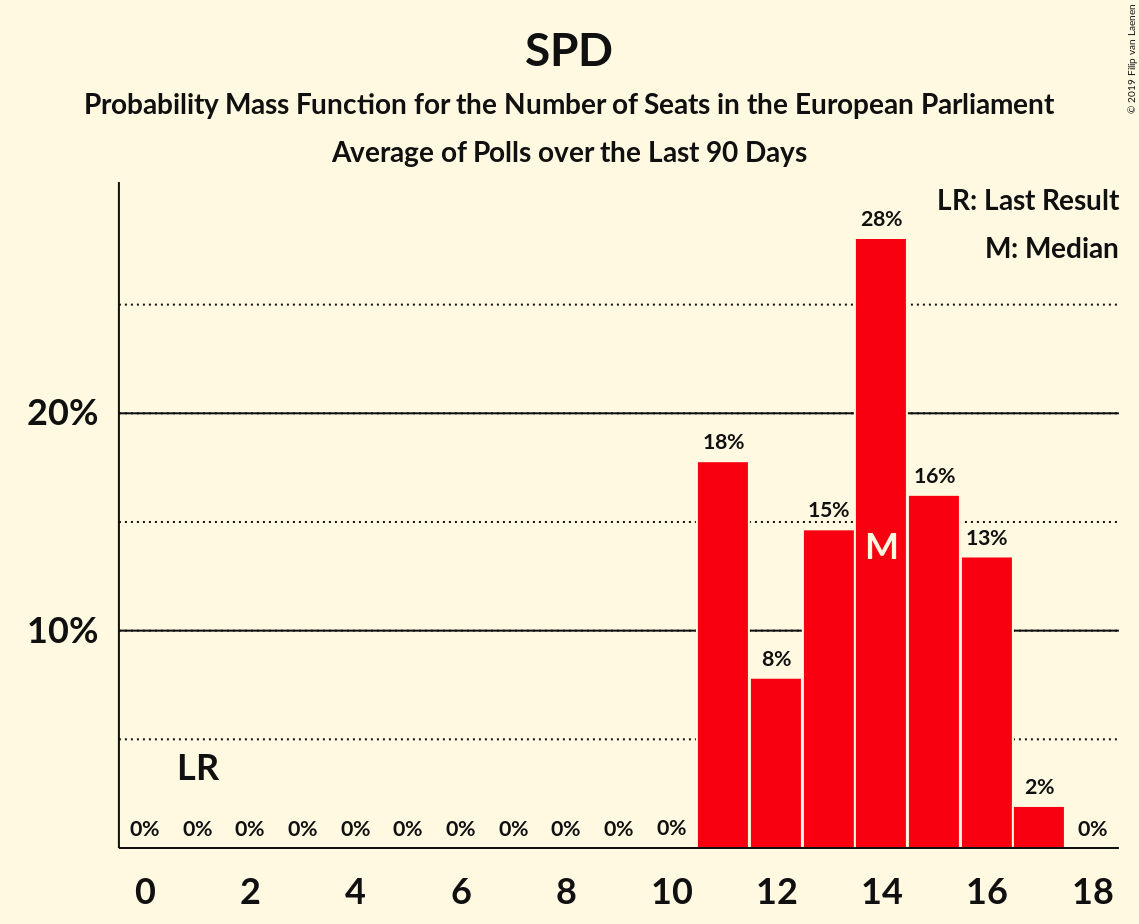 SPD
Probability Mass Function for the Number of Seats in the European Parliament
Average of Polls over the Last 90 Days
© 2019 Filip van Laenen
LR: Last Result
M: Median
28%
20%
18%
16%
15%
13%
M
10%
8%
LR
2%
0% 0% 0% 0% 0% 0% 0% 0% 0% 0% 0% 0%
0 2 4 6 8 10 12 14 16 18